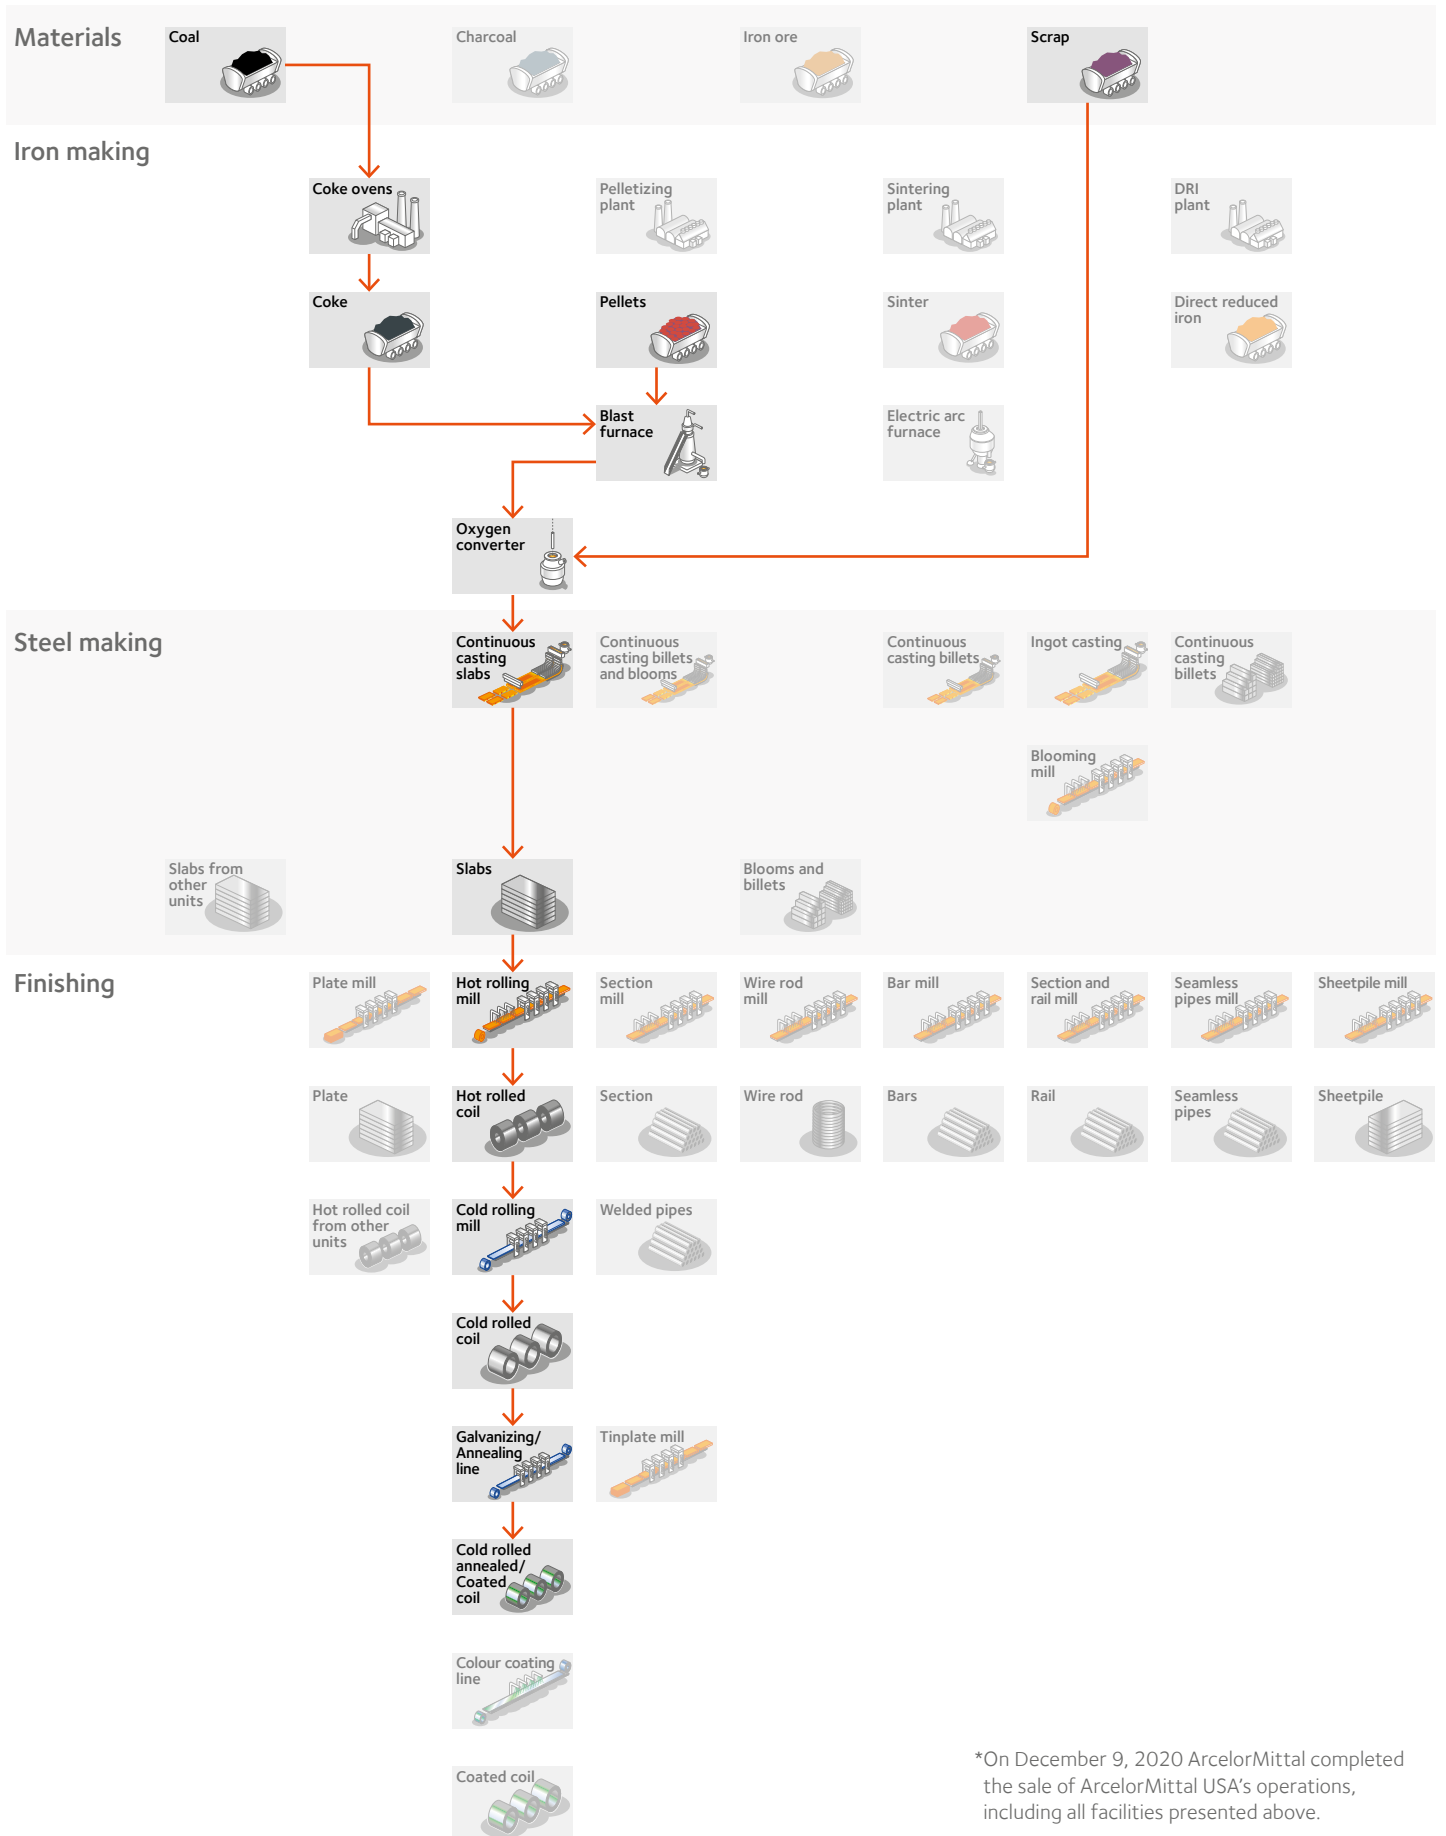 Materials
Coal
Charcoal
Iron ore
Scrap
Iron making
Coke ovens
Pelletizing
plant
Sintering
plant
DRI
plant
Coke
Pellets
Sinter
Direct reduced
iron
Blast
furnace
Electric arc
furnace
Oxygen
converter
Steel making
Continuous
casting
slabs
Continuous
casting billets
and blooms
Continuous
casting billets
Ingot casting
Continuous
casting
billets
Blooming
mill
Slabs from
other
units
Slabs
Blooms and
billets
Finishing
Plate mill
Hot rolling
mill
Section
mill
Wire rod
mill
Bar mill
Section and
rail mill
Seamless
pipes mill
Sheetpile mill
Plate
Hot rolled
coil
Section
Wire rod
Bars
Rail
Seamless
pipes
Sheetpile
Hot rolled coil
from other
units
Cold rolling
mill
Welded pipes
Cold rolled
coil
Galvanizing/
Annealing
line
Tinplate mill
Cold rolled
annealed/
Coated
coil
Colour coating
line
Coated coil
*On December 9, 2020 ArcelorMittal completed
the sale of ArcelorMittal USA’s operations,
including all facilities presented above.